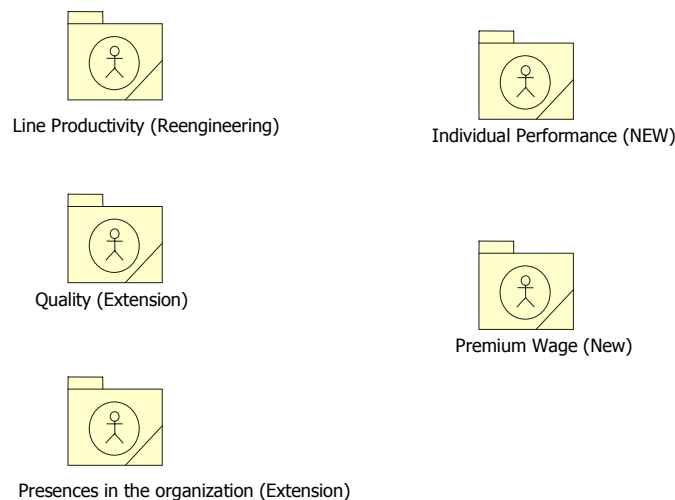 Line Productivity (Reengineering)
Individual Performance (NEW)
Quality (Extension)
Premium Wage (New)
Presences in the organization (Extension)